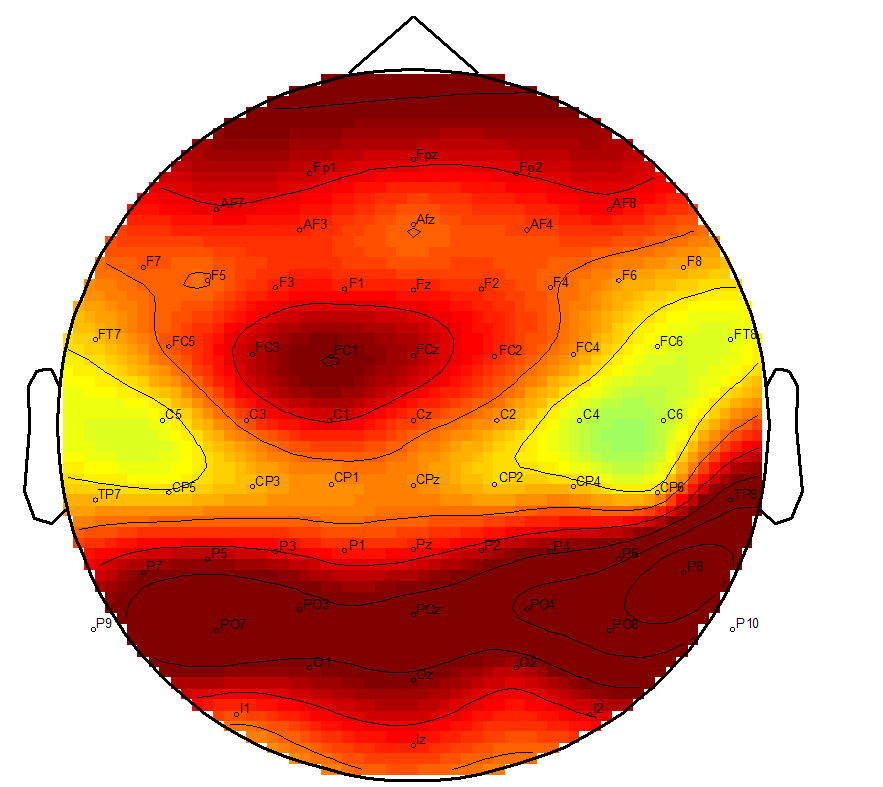 Fpz
Fp1 Fp2
AF7 AF8
AF3 Afz AF4
F7 F8
F5 F6
F3 F1 Fz F2 F4
FT7 FT8
FC5 FC6
FC3 FC1 FCz FC2 FC4
C5 C3 C1 Cz C2 C4 C6
CP5 CP3 CP1 CPz CP2 CP4 CP6
TP7 TP8
P3 P1 Pz P2 P4
P5 P6
P7 P8
PO3 POz PO4
P9 PO7 PO8 P10
O1 O2
Oz
I1 I2
Iz